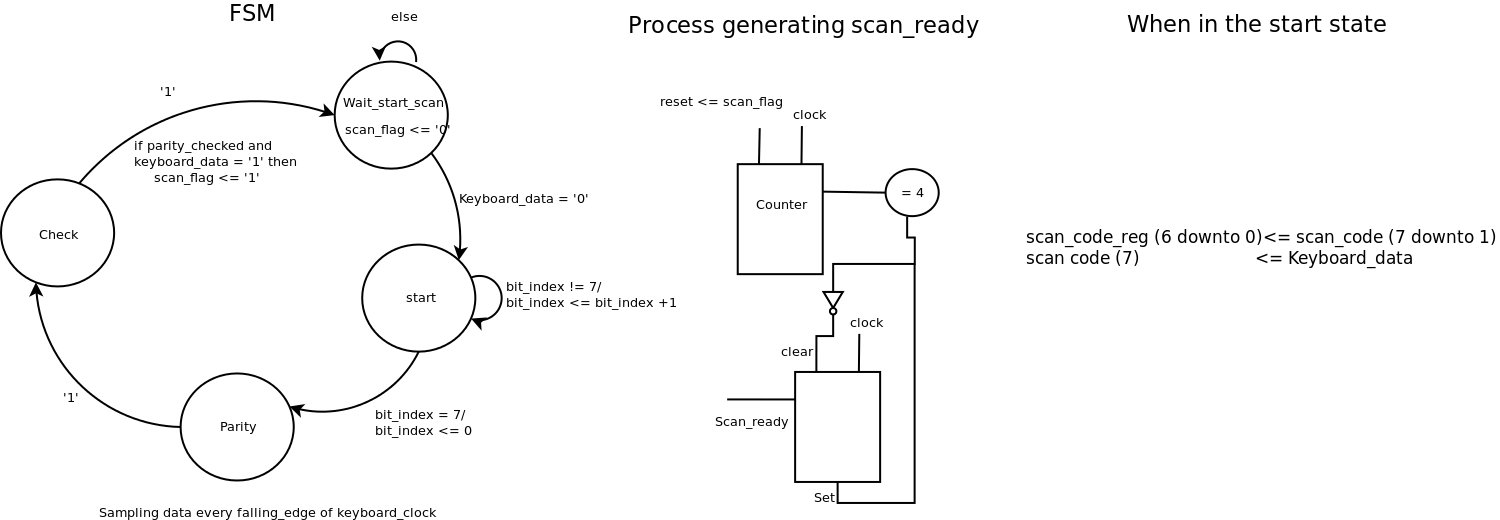 FSM
else
'1'
Wait_start_scan
scan_flag <= '0'
if parity_checked and
keyboard_data = '1' then
scan_flag <= '1'
Keyboard_data = '0'
Check
start
bit_index != 7/
bit_index <= bit_index +1
'1'
Parity
bit_index = 7/
bit_index <= 0
Sampling data every falling_edge of keyboard_clock
Process generating scan_ready
reset <= scan_flag
clock
Counter
= 4
clock
clear
Scan_ready
Set
When in the start state
scan_code_reg (6 downto 0)<= scan_code (7 downto 1)
scan code (7) <= Keyboard_data